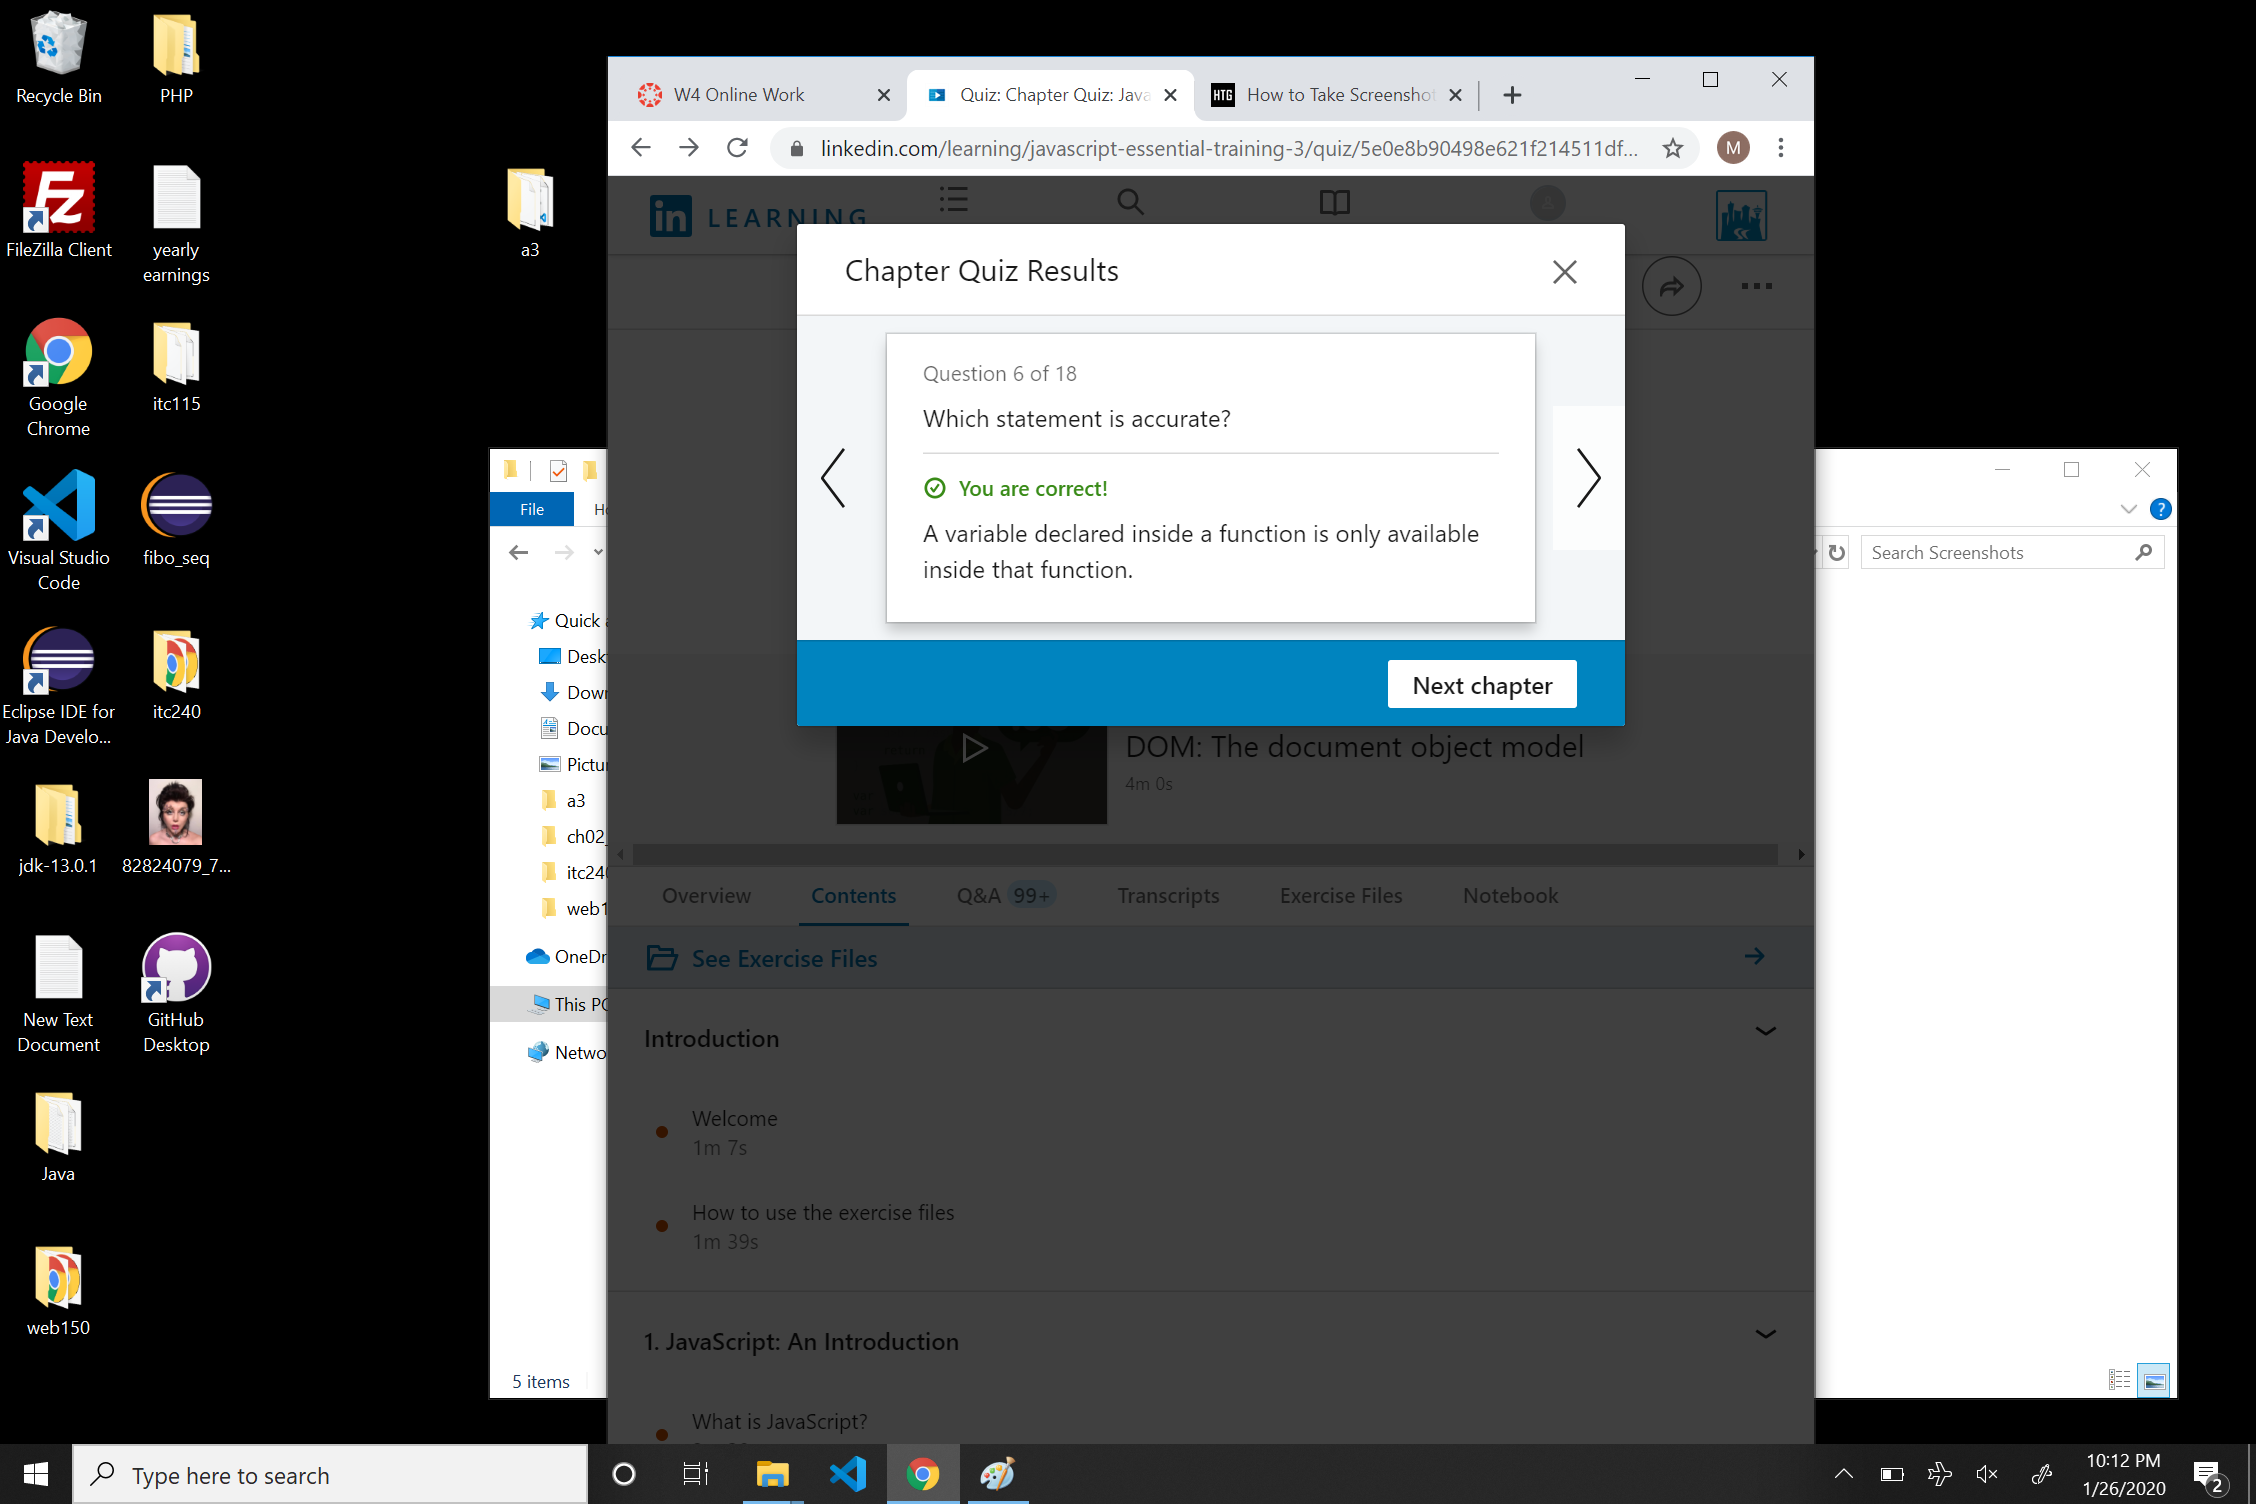 Recycle Bin
PHP
FileZilla Client
yearly
earnings
a3
Google
Chrome
itc115
Visual Studio
Code
fibo_seq
Eclipse IDE for
Java Develo...
itc240
jdk-13.0.1
82824079_7...
New Text
Document
GitHub
Desktop
Java
web150
W4 Online Work
Quiz: Chapter Quiz: Java
HTG
How to Take Screenshot
linkedin.com/learning/javascript-essential-training-3/quiz/5e0e8b90498e621f214511df...
M
in LEARNING
Chapter Quiz Results
Question 6 of 18
Which statement is accurate?
You are correct!
A variable declared inside a function is only available
inside that function.
Next chapter
DOM: The document object model
4m 0s
Overview
Contents
Q&A 99+
Transcripts
Exercise Files
Notebook
See Exercise Files
Introduction
Welcome
1m 7s
How to use the exercise files
1m 39s
1. JavaScript: An Introduction
What is JavaScript?
File
Ho
Search Screenshots
Quick a
Desk
Down
Docu
Pictur
a3
ch02_
itc240
web1
OneDr
This PC
Netwo
5 items
Type here to search
10:12 PM
1/26/2020
2